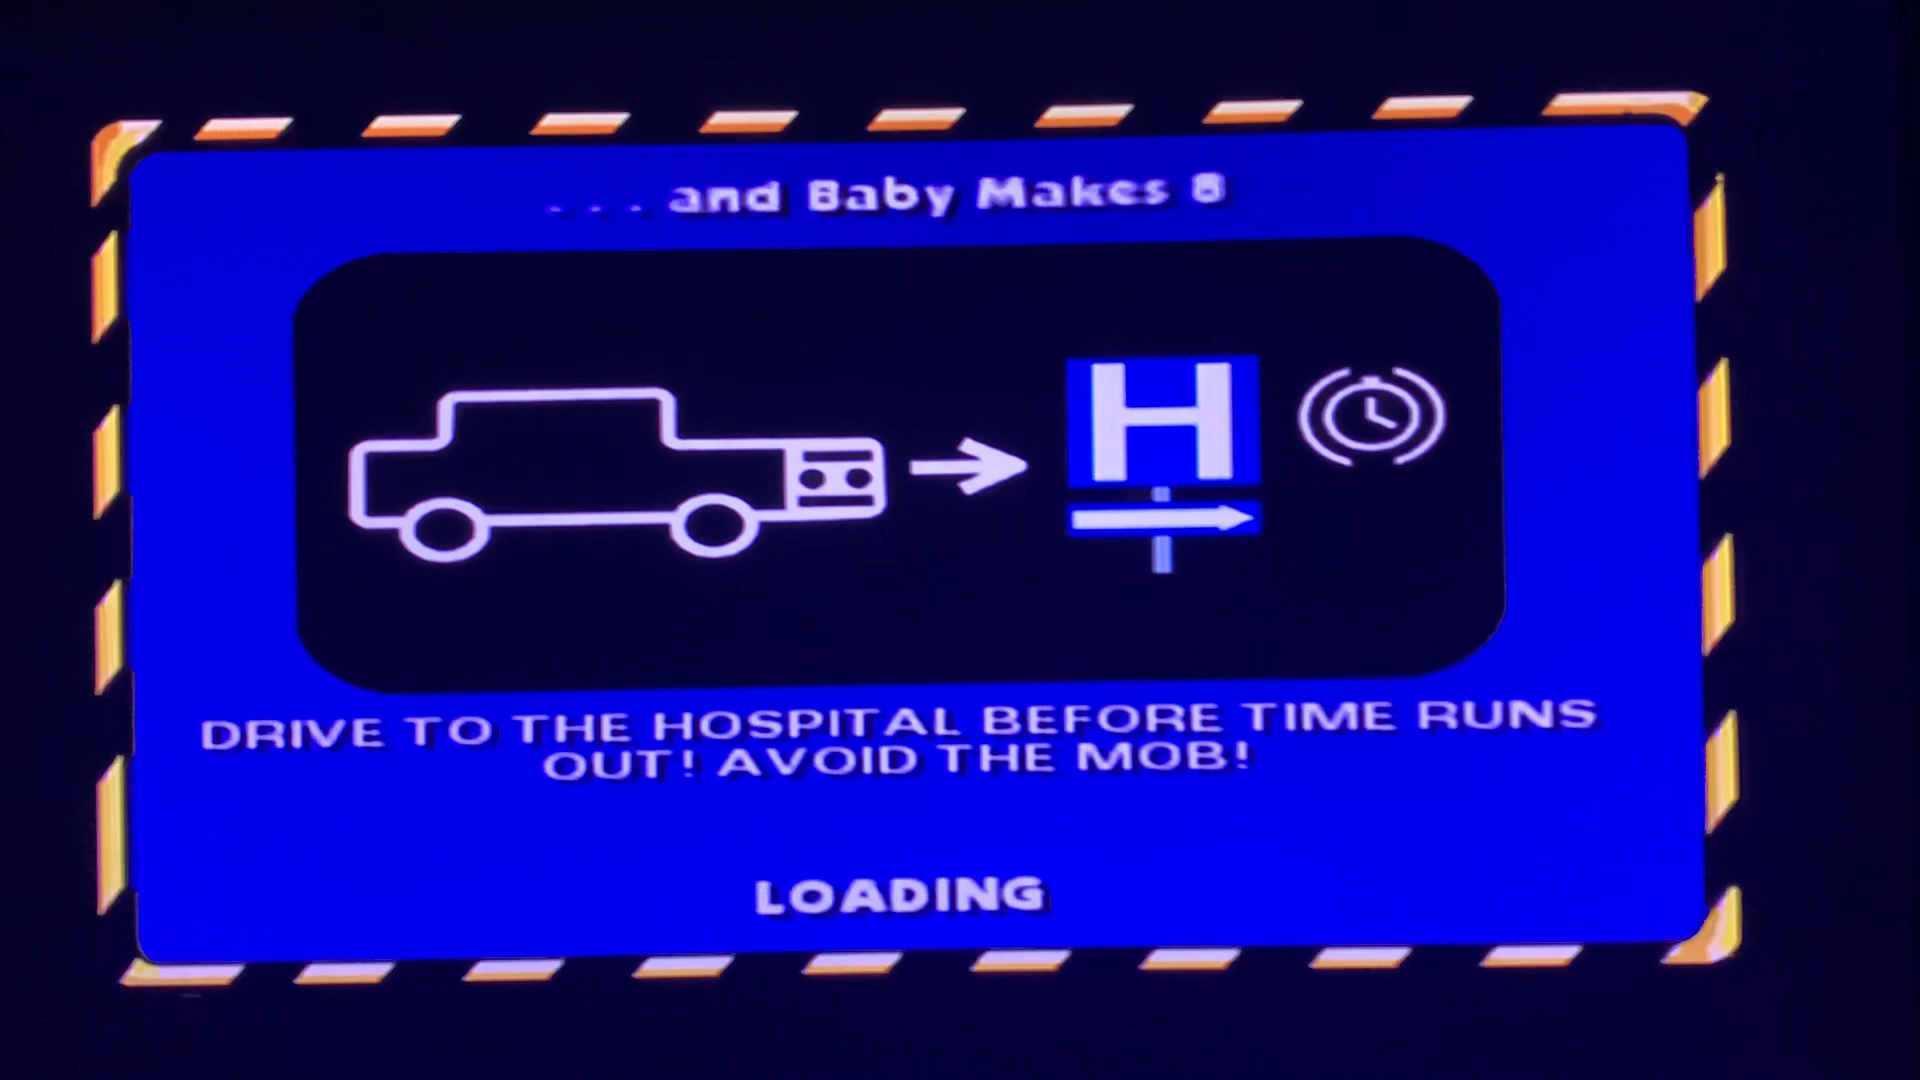 . . . and Baby Makes 8
H
DRIVE TO THE HOSPITAL BEFORE TIME RUNS
OUT! AVOID THE MOB!
LOADING